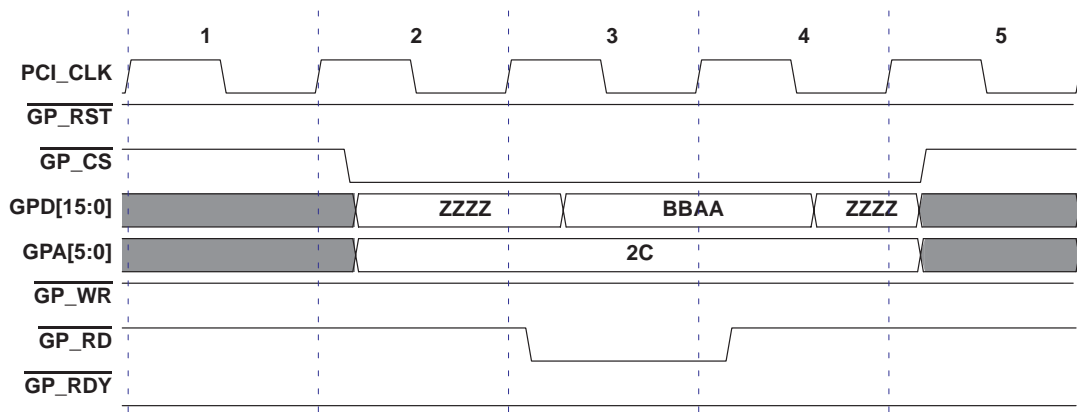 1 2 3 4 5
PCI_CLK
GP_RST
GP_CS
GPD[15:0] ZZZZ BBAA ZZZZ
GPA[5:0] 2C
GP_WR
GP_RD
GP_RDY